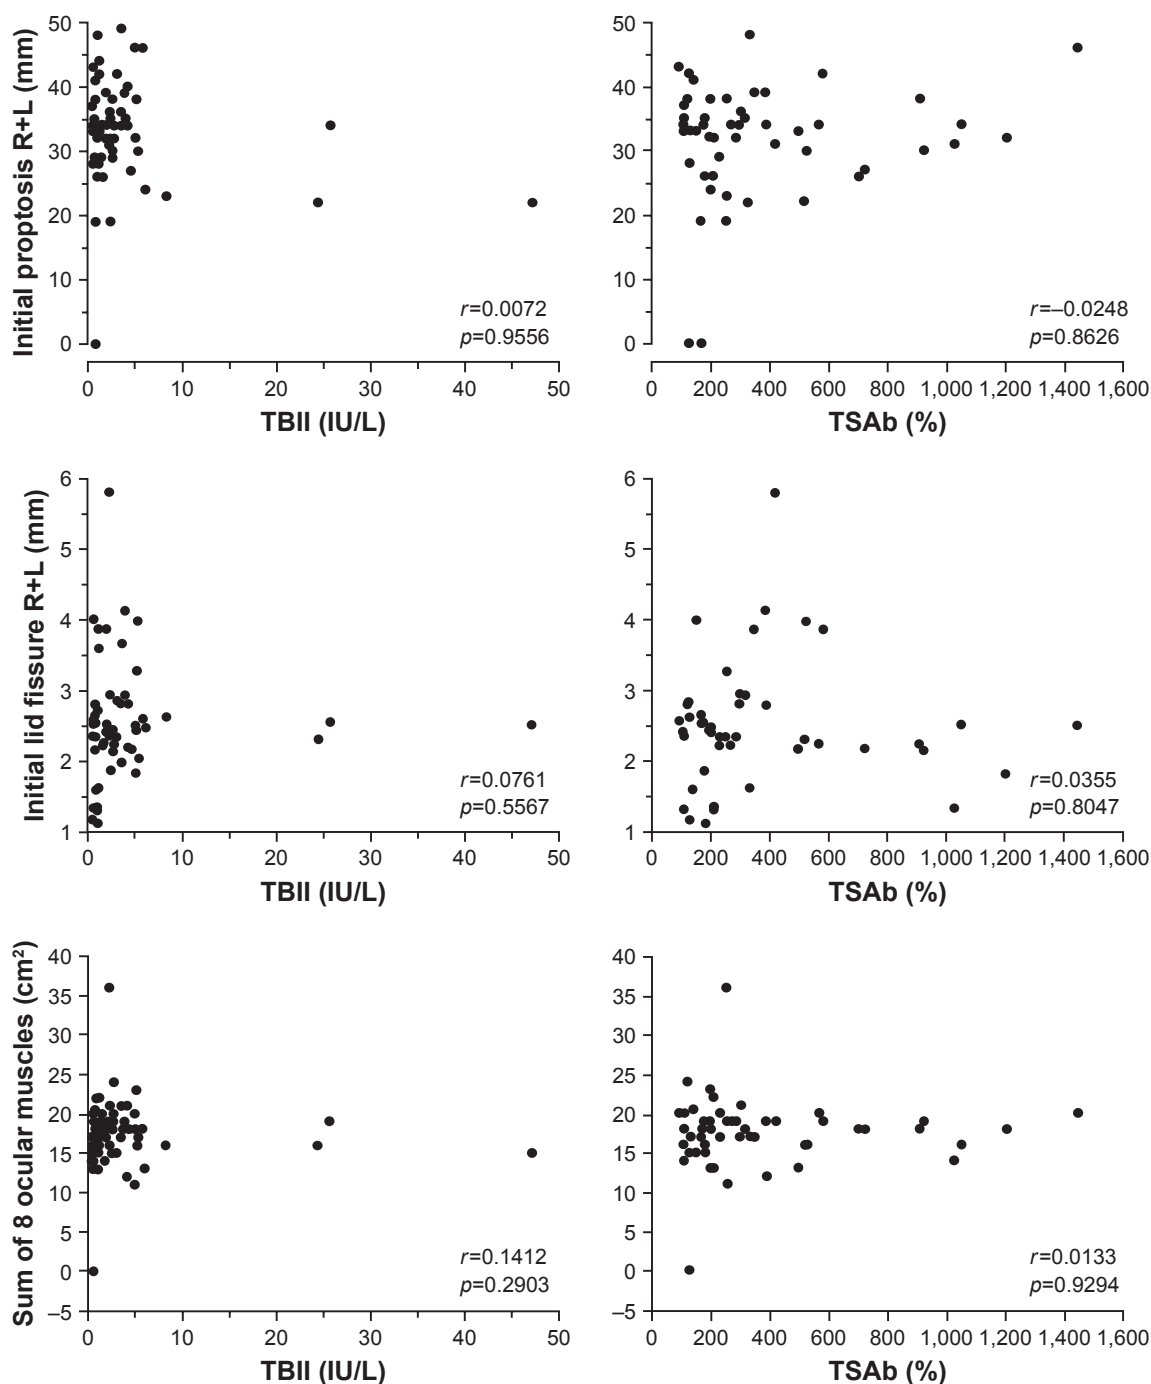 Initial proptosis R+L (mm)
50
40
30
20
10
0
r=0.0072
p=0.9556
0 10 20 30 40 50
TBII (IU/L)
50
40
30
20
10
0
r=–0.0248
p=0.8626
0 200 400 600 800 1,000 1,200 1,400 1,600
TSAb (%)
Initial lid fissure R+L (mm)
6
5
4
3
2
1
r=0.0761
p=0.5567
0 10 20 30 40 50
TBII (IU/L)
6
5
4
3
2
1
r=0.0355
p=0.8047
0 200 400 600 800 1,000 1,200 1,400 1,600
TSAb (%)
Sum of 8 ocular muscles (cm²)
40
35
30
25
20
15
10
5
0
–5
r=0.1412
p=0.2903
0 10 20 30 40 50
TBII (IU/L)
40
35
30
25
20
15
10
5
0
–5
r=0.0133
p=0.9294
0 200 400 600 800 1,000 1,200 1,400 1,600
TSAb (%)